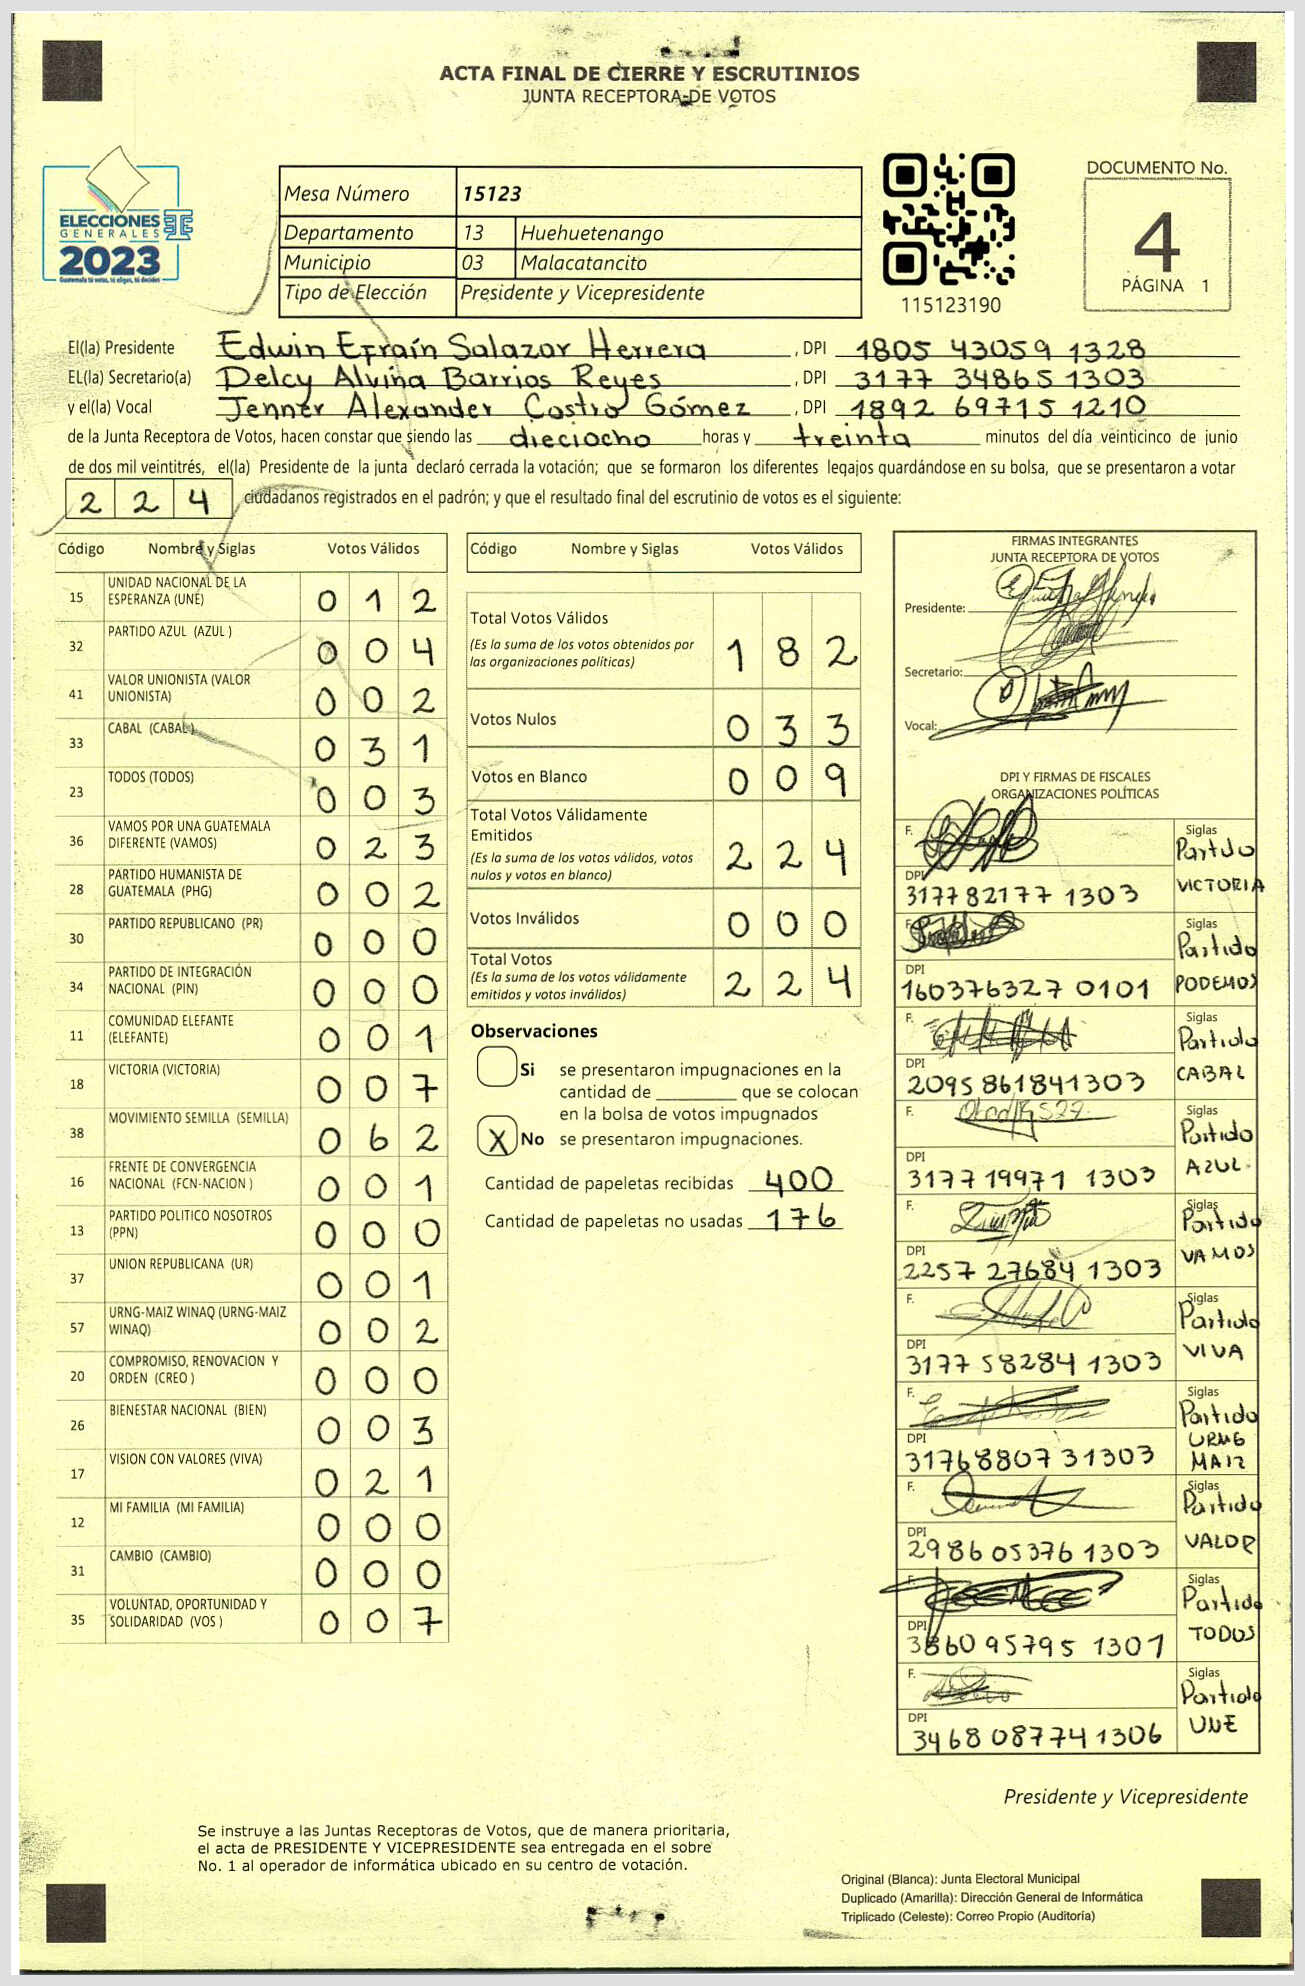 ACTA FINAL DE CIERRE Y ESCRUTINIOS
JUNTA RECEPTORA DE VOTOS
ELECCIONES
GENERALES
2023
Guatemala tú votas, tú eliges, tú decides
Mesa Número 15123
Departamento 13 Huehuetenango
Municipio 03 Malacatancito
Tipo de Elección Presidente y Vicepresidente
115123190
DOCUMENTO No.
4
PÁGINA 1
El(la) Presidente Edwin Efraín Salazar Herrera, DPI 1805 43059 1328
EL(la) Secretario(a) Delcy Alvina Barrios Reyes, DPI 3177 34865 1303
y el(la) Vocal Jenner Alexander Castro Gómez, DPI 1892 69715 1210
de la Junta Receptora de Votos, hacen constar que siendo las dieciocho horas y treinta minutos del día veinticinco de junio
de dos mil veintitrés, el(la) Presidente de la junta declaró cerrada la votación; que se formaron los diferentes legajos guardándose en su bolsa, que se presentaron a votar
2 2 4 ciudadanos registrados en el padrón; y que el resultado final del escrutinio de votos es el siguiente:
Código Nombre y Siglas Votos Válidos
15 UNIDAD NACIONAL DE LA ESPERANZA (UNE) 0 1 2
32 PARTIDO AZUL (AZUL ) 0 0 4
41 VALOR UNIONISTA (VALOR UNIONISTA) 0 0 2
33 CABAL (CABAL) 0 3 1
23 TODOS (TODOS) 0 0 3
36 VAMOS POR UNA GUATEMALA DIFERENTE (VAMOS) 0 2 3
28 PARTIDO HUMANISTA DE GUATEMALA (PHG) 0 0 2
30 PARTIDO REPUBLICANO (PR) 0 0 0
34 PARTIDO DE INTEGRACIÓN NACIONAL (PIN) 0 0 0
11 COMUNIDAD ELEFANTE (ELEFANTE) 0 0 1
18 VICTORIA (VICTORIA) 0 0 7
38 MOVIMIENTO SEMILLA (SEMILLA) 0 6 2
16 FRENTE DE CONVERGENCIA NACIONAL (FCN-NACION ) 0 0 1
13 PARTIDO POLITICO NOSOTROS (PPN) 0 0 0
37 UNION REPUBLICANA (UR) 0 0 1
57 URNG-MAIZ WINAQ (URNG-MAIZ WINAQ) 0 0 2
20 COMPROMISO, RENOVACION Y ORDEN (CREO ) 0 0 0
26 BIENESTAR NACIONAL (BIEN) 0 0 3
17 VISION CON VALORES (VIVA) 0 2 1
12 MI FAMILIA (MI FAMILIA) 0 0 0
31 CAMBIO (CAMBIO) 0 0 0
35 VOLUNTAD, OPORTUNIDAD Y SOLIDARIDAD (VOS ) 0 0 7
Código Nombre y Siglas Votos Válidos
Total Votos Válidos
(Es la suma de los votos obtenidos por
las organizaciones políticas) 1 8 2
Votos Nulos 0 3 3
Votos en Blanco 0 0 9
Total Votos Válidamente
Emitidos
(Es la suma de los votos válidos, votos
nulos y votos en blanco) 2 2 4
Votos Inválidos 0 0 0
Total Votos
(Es la suma de los votos válidamente
emitidos y votos inválidos) 2 2 4
Observaciones
Si se presentaron impugnaciones en la
cantidad de ________ que se colocan
en la bolsa de votos impugnados
X No se presentaron impugnaciones.
Cantidad de papeletas recibidas 400
Cantidad de papeletas no usadas 176
FIRMAS INTEGRANTES
JUNTA RECEPTORA DE VOTOS
Presidente:
Secretario:
Vocal:
DPI Y FIRMAS DE FISCALES
ORGANIZACIONES POLÍTICAS
F. Siglas
Partido
VICTORIA
DPI
3177 82177 1303
F. Siglas
Partido
PODEMOS
DPI
160376327 0101
F. Siglas
Partido
CABAL
DPI
2095 86184 1303
F. Siglas
Partido
AZUL
DPI
3177 19971 1303
F. Siglas
Partido
VAMOS
DPI
2257 27684 1303
F. Siglas
Partido
VIVA
DPI
3177 58284 1303
F. Siglas
Partido
URNG
MAIZ
DPI
3176 88073 1303
F. Siglas
Partido
VALOR
DPI
2986 05376 1303
F. Siglas
Partido
TODOS
DPI
3860 95795 1301
F. Siglas
Partido
UNE
DPI
3468 08774 1306
Presidente y Vicepresidente
Se instruye a las Juntas Receptoras de Votos, que de manera prioritaria,
el acta de PRESIDENTE Y VICEPRESIDENTE sea entregada en el sobre
No. 1 al operador de informática ubicado en su centro de votación.
Original (Blanca): Junta Electoral Municipal
Duplicado (Amarilla): Dirección General de Informática
Triplicado (Celeste): Correo Propio (Auditoría)